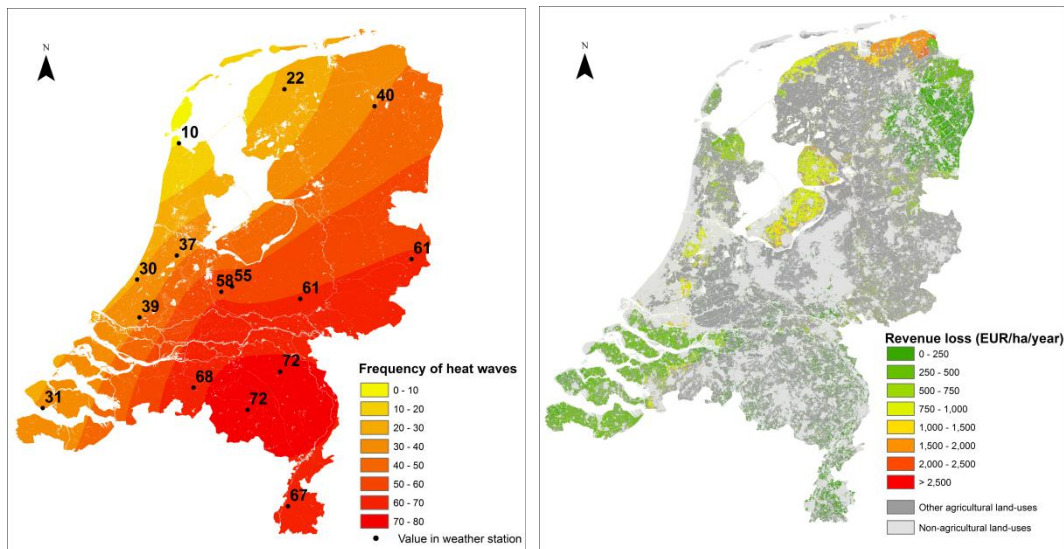 N
22
40
10
37
30
58
55
61
61
39
68
72
72
31
67
Frequency of heat waves
0 - 10
10 - 20
20 - 30
30 - 40
40 - 50
50 - 60
60 - 70
70 - 80
Value in weather station
N
Revenue loss (EUR/ha/year)
0 - 250
250 - 500
500 - 750
750 - 1,000
1,000 - 1,500
1,500 - 2,000
2,000 - 2,500
> 2,500
Other agricultural land-uses
Non-agricultural land-uses